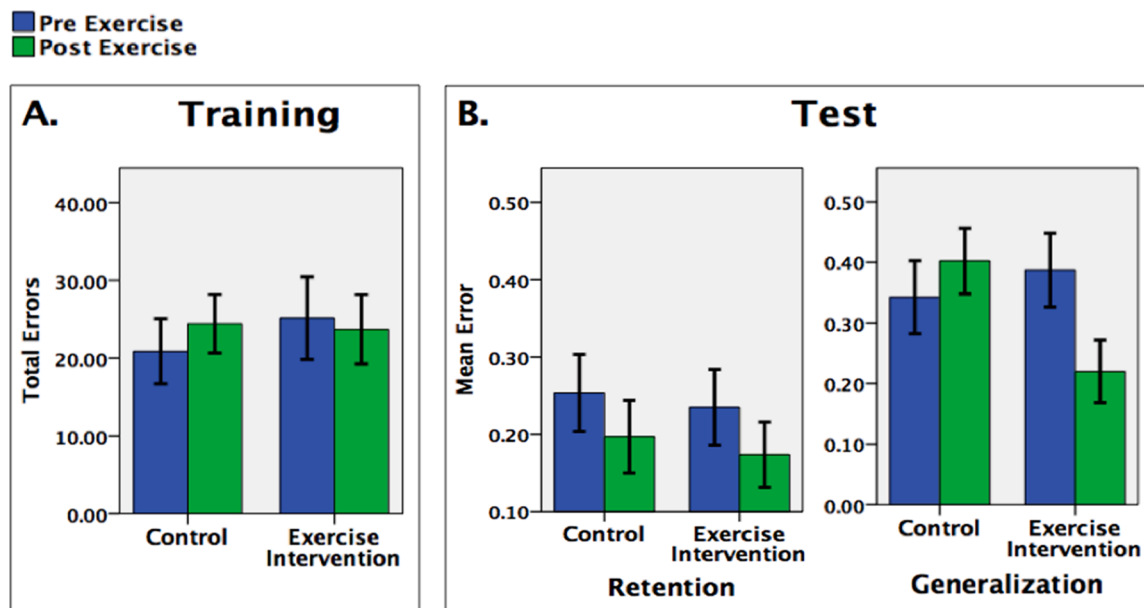 Pre Exercise
Post Exercise
A. Training
Total Errors
40.00
30.00
20.00
10.00
0.00
Control
Exercise
Intervention
B. Test
Mean Error
0.50
0.40
0.30
0.20
0.10
Control
Exercise
Intervention
Retention
0.50
0.40
0.30
0.20
0.10
0.00
Control
Exercise
Intervention
Generalization